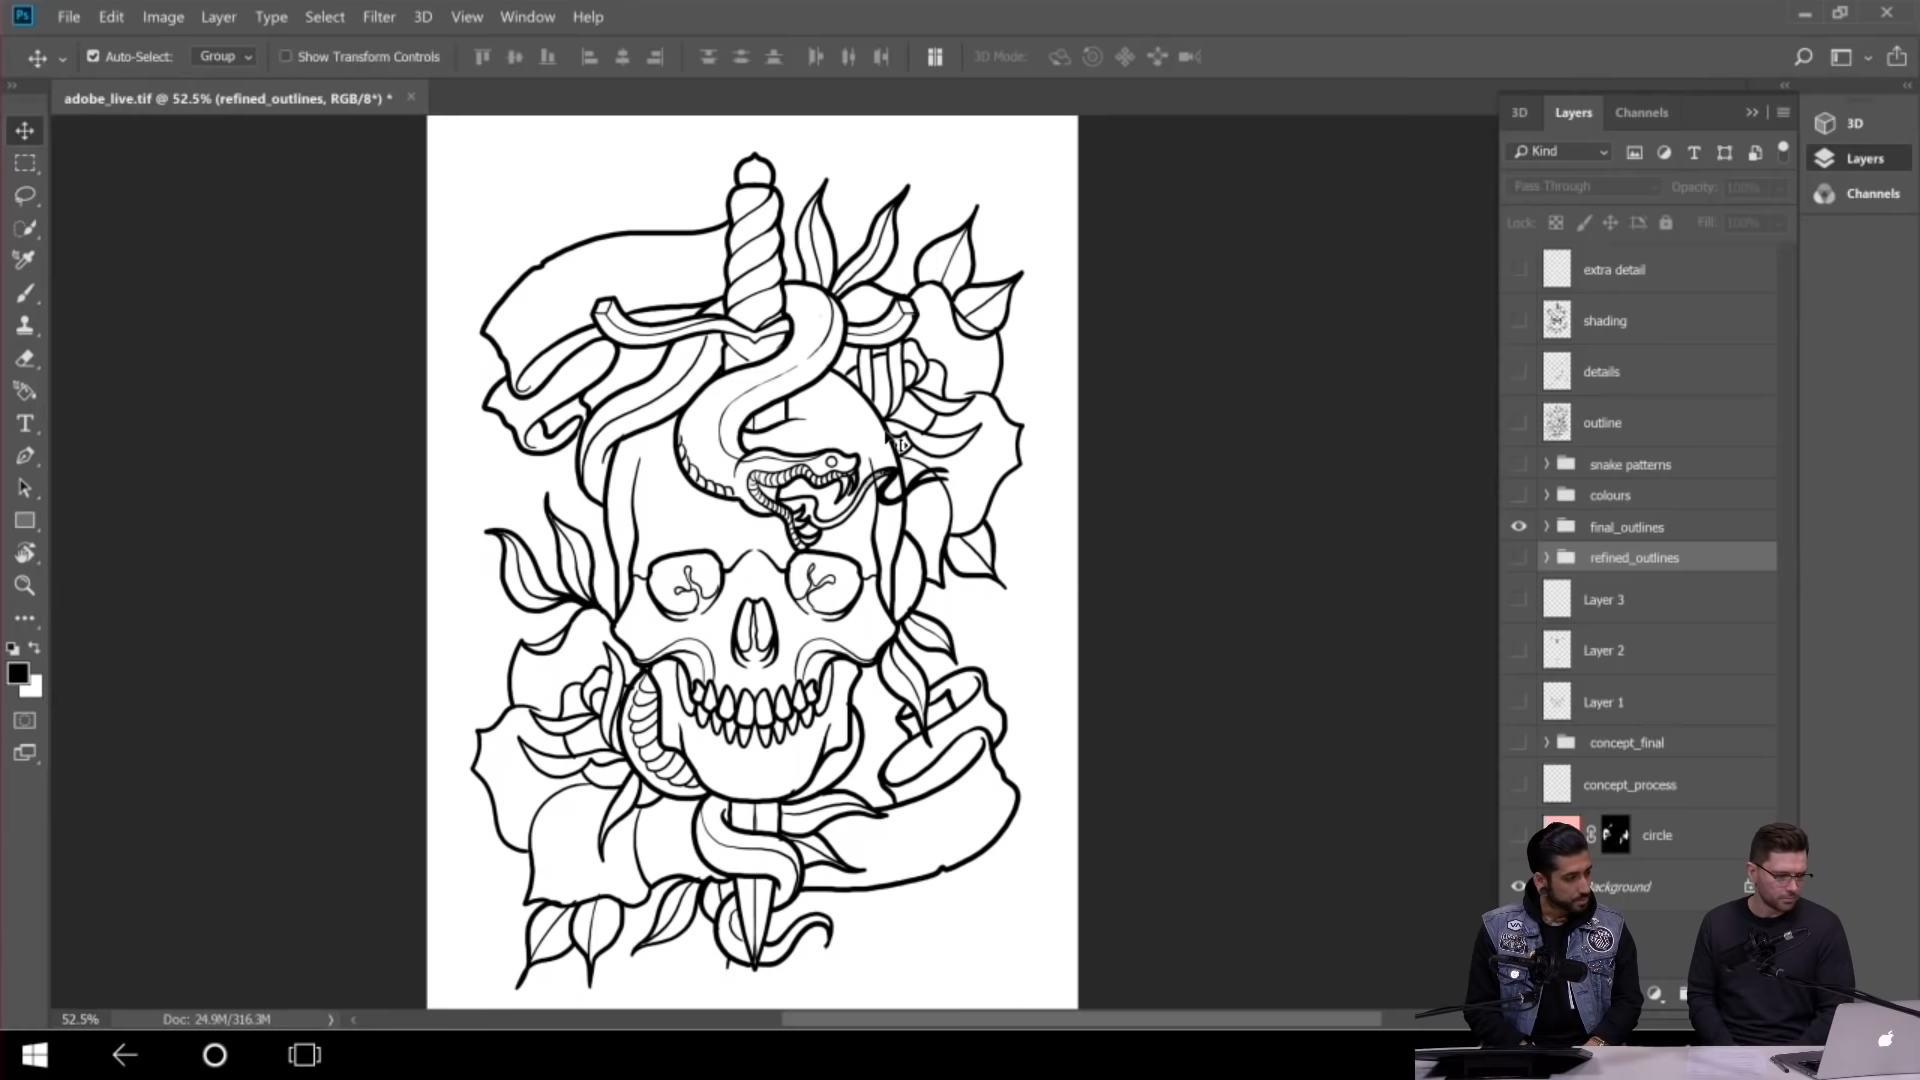 Ps File Edit Image Layer Type Select Filter 3D View Window Help
Auto-Select: Group Show Transform Controls 3D Mode:
adobe_live.tif @ 52.5% (refined_outlines, RGB/8*) *
3D Layers Channels
Kind
Pass Through Opacity: 100%
Lock: Fill: 100%
extra detail
shading
details
outline
snake patterns
colours
final_outlines
refined_outlines
Layer 3
Layer 2
Layer 1
concept_final
concept_process
circle
Background
3D
Layers
Channels
52.5% Doc: 24.9M/316.3M